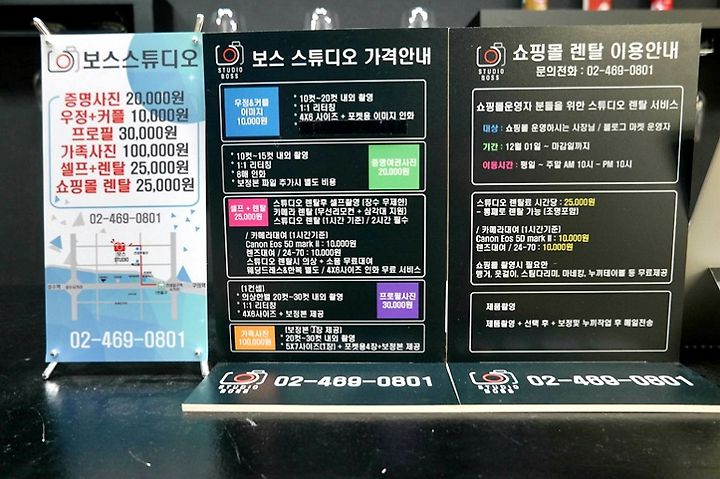 보스스튜디오
증명사진 20,000원
우정+커플 10,000원
프로필 30,000원
가족사진 100,000원
셀프+렌탈 25,000원
쇼핑몰 렌탈 25,000원
02-469-0801
보스
STUDIO
구의역
02-469-0801
STUDIO
BOSS
보스 스튜디오 가격안내
우정&커플
이미지
10,000원
* 10컷~20컷 내외 촬영
* 1:1 리터칭
* 4X6 사이즈 + 포켓용 이미지 인화
* 10컷~15컷 내외 촬영
* 1:1 리터칭
* 8매 인화
* 보정본 파일 추가시 별도 비용
증명여권사진
20,000원
셀프 + 렌탈
25,000원
스튜디오 렌탈후 셀프촬영 (장수 무제한)
카메라 렌탈 (무선리모컨 + 삼각대 지원)
스튜디오 렌탈 (1시간 기준) / 2시간 필수
/ 카메라대여 (1시간기준)
Canon Eos 5D mark II : 10,000원
렌즈대여 / 24-70 : 10,000원
스튜디오 렌탈시 의상 + 소품 무료대여
웨딩드레스&한복 별도 / 4X6사이즈 인화 무료 서비스
(1컨셉)
* 의상한벌 20컷~30컷 내외 촬영
* 1:1 리터칭
* 4X6사이즈 + 보정본 제공
프로필사진
30,000원
가족사진
100,000원
(보정본 1장 제공)
* 20컷~30컷 내외 촬영
* 5X7사이즈(1장) + 포켓용4장+보정본 제공
STUDIO
BOSS
02-469-0801
STUDIO
BOSS
쇼핑몰 렌탈 이용안내
문의전화 : 02-469-0801
쇼핑몰운영자 분들을 위한 스튜디오 렌탈 서비스
대상 : 쇼핑몰 운영하시는 사장님 / 블로그 마켓 운영자
기간 : 12월 01일 ~ 마감일까지
이용시간 : 평일 ~ 주말 AM 10시 ~ PM 10시
스튜디오 렌탈료 시간당 : 25,000원
- 통째로 렌탈 가능 (조명포함)
/ 카메라대여 (1시간기준)
Canon Eos 5D mark II : 10,000원
렌즈대여 / 24-70 : 10,000원
쇼핑몰 촬영시 필요한
행거, 옷걸이, 스팀다리미, 마네킹, 누끼테이블 등 무료제공
제품촬영
제품촬영 + 선택 후 + 보정및 누끼작업 후 메일전송
STUDIO
BOSS
02-469-0801